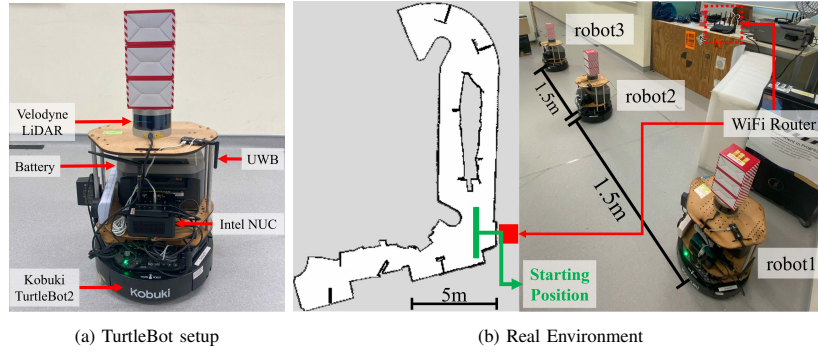 Velodyne
LiDAR
Battery
UWB
Intel NUC
Kobuki
TurtleBot2
Kobuki
robot3
robot2
WiFi Router
robot1
1.5m
1.5m
Starting
Position
5m
(a) TurtleBot setup
(b) Real Environment